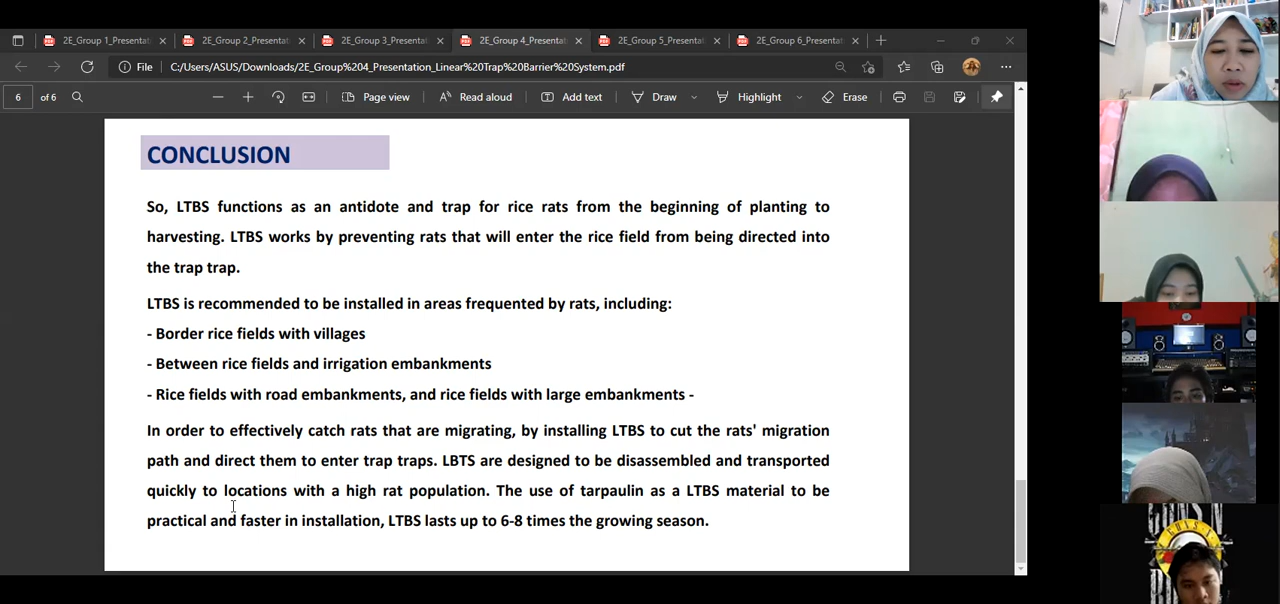 2E_Group 1_Presentat
2E_Group 2_Presentat
2E_Group 3_Presentat
2E_Group 4_Presentat
2E_Group 5_Presentat
2E_Group 6_Presentat
File
C:/Users/ASUS/Downloads/2E_Group%204_Presentation_Linear%20Trap%20Barrier%20System.pdf
6 of 6
Page view
Read aloud
Add text
Draw
Highlight
Erase
CONCLUSION
So, LTBS functions as an antidote and trap for rice rats from the beginning of planting to
harvesting. LTBS works by preventing rats that will enter the rice field from being directed into
the trap trap.
LTBS is recommended to be installed in areas frequented by rats, including:
- Border rice fields with villages
- Between rice fields and irrigation embankments
- Rice fields with road embankments, and rice fields with large embankments -
In order to effectively catch rats that are migrating, by installing LTBS to cut the rats' migration
path and direct them to enter trap traps. LBTS are designed to be disassembled and transported
quickly to locations with a high rat population. The use of tarpaulin as a LTBS material to be
practical and faster in installation, LTBS lasts up to 6-8 times the growing season.